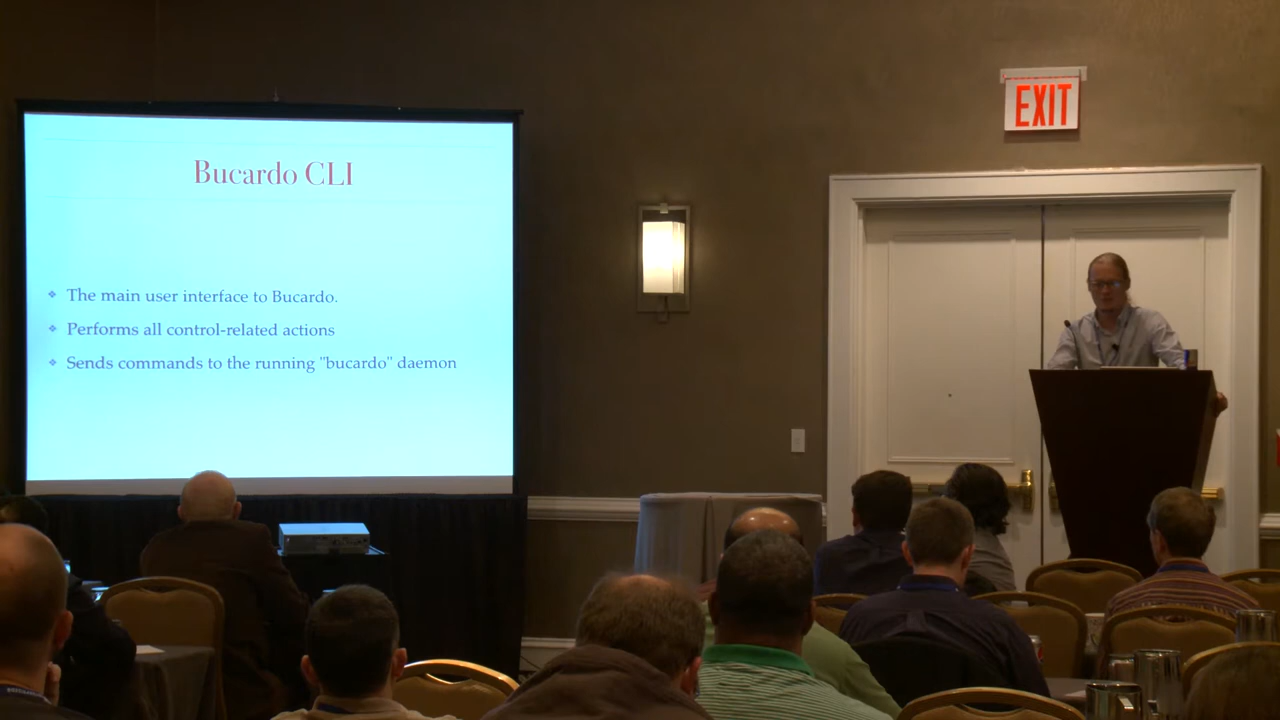 Bucardo CLI
The main user interface to Bucardo.
Performs all control-related actions
Sends commands to the running "bucardo" daemon
EXIT